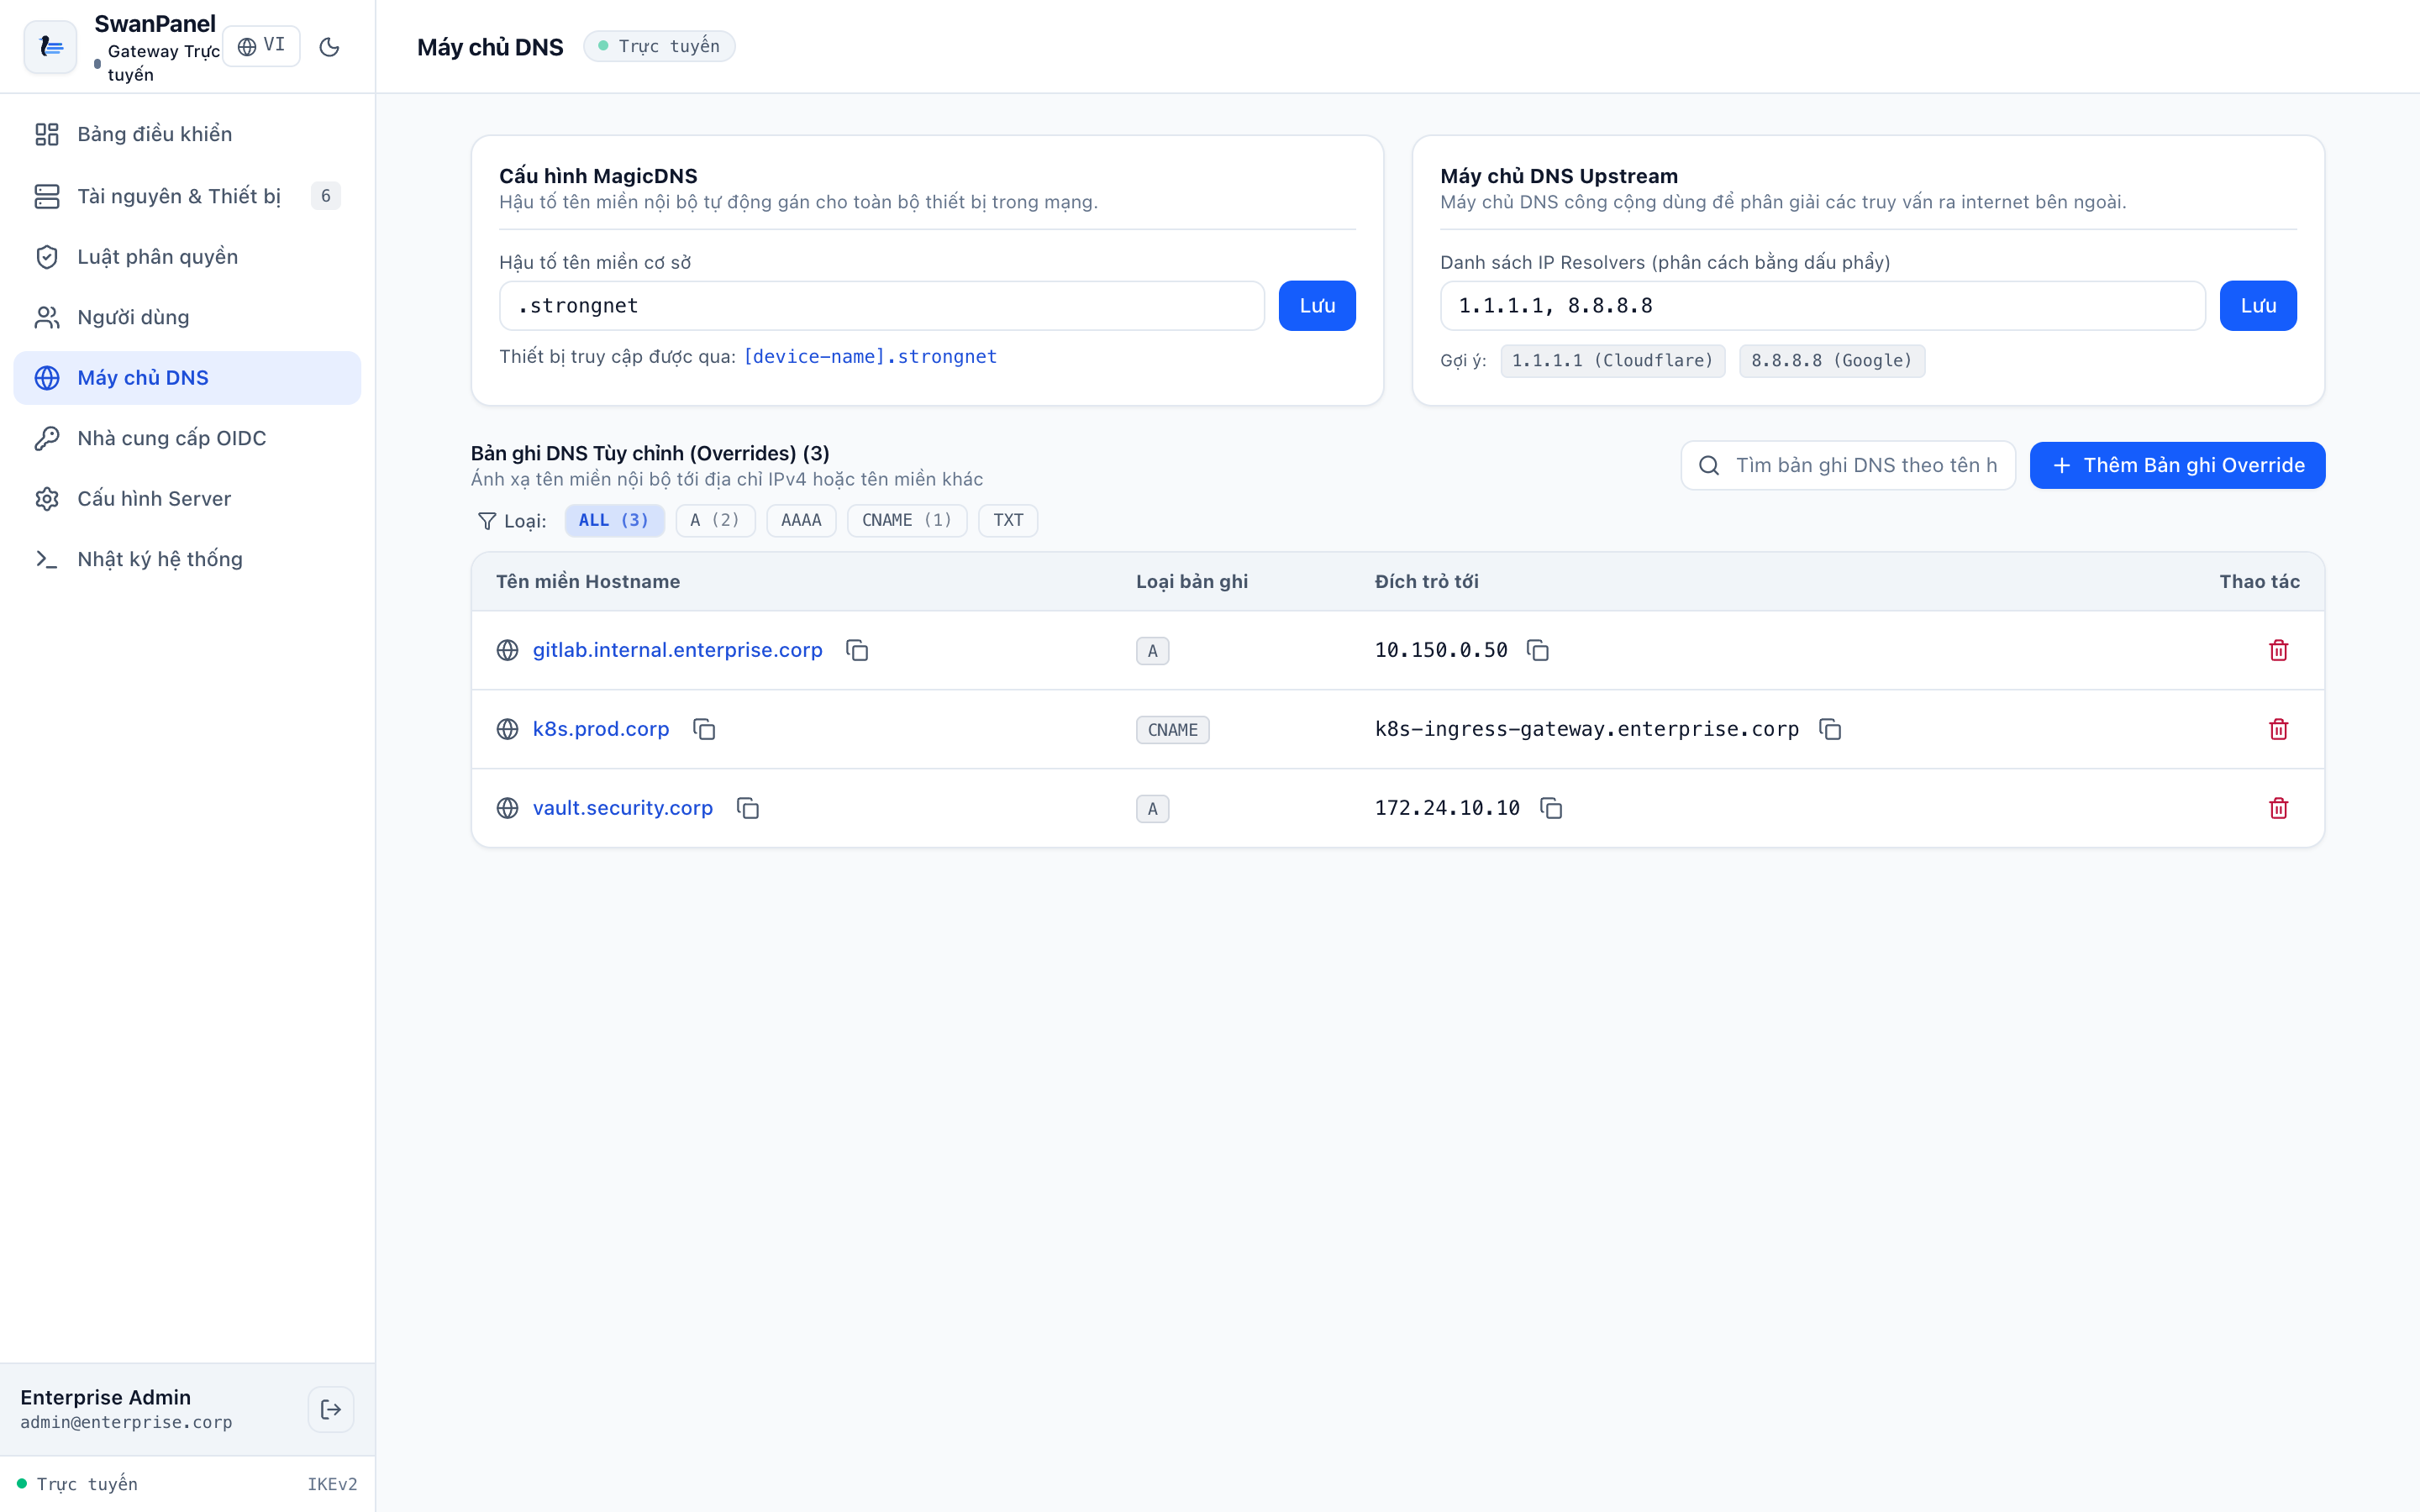 SwanPanel
Gateway Trực
tuyến
VI
Máy chủ DNS
Trực tuyến
Bảng điều khiển
Tài nguyên & Thiết bị
6
Luật phân quyền
Người dùng
Máy chủ DNS
Nhà cung cấp OIDC
Cấu hình Server
Nhật ký hệ thống
Cấu hình MagicDNS
Hậu tố tên miền nội bộ tự động gán cho toàn bộ thiết bị trong mạng.
Hậu tố tên miền cơ sở
.strongnet
Lưu
Thiết bị truy cập được qua: [device-name].strongnet
Máy chủ DNS Upstream
Máy chủ DNS công cộng dùng để phân giải các truy vấn ra internet bên ngoài.
Danh sách IP Resolvers (phân cách bằng dấu phẩy)
1.1.1.1, 8.8.8.8
Lưu
Gợi ý: 1.1.1.1 (Cloudflare) 8.8.8.8 (Google)
Bản ghi DNS Tùy chỉnh (Overrides) (3)
Ánh xạ tên miền nội bộ tới địa chỉ IPv4 hoặc tên miền khác
Tìm bản ghi DNS theo tên h
Thêm Bản ghi Override
Loại: ALL (3) A (2) AAAA CNAME (1) TXT
Tên miền Hostname Loại bản ghi Đích trỏ tới Thao tác
gitlab.internal.enterprise.corp A 10.150.0.50
k8s.prod.corp CNAME k8s-ingress-gateway.enterprise.corp
vault.security.corp A 172.24.10.10
Enterprise Admin
admin@enterprise.corp
Trực tuyến IKEv2